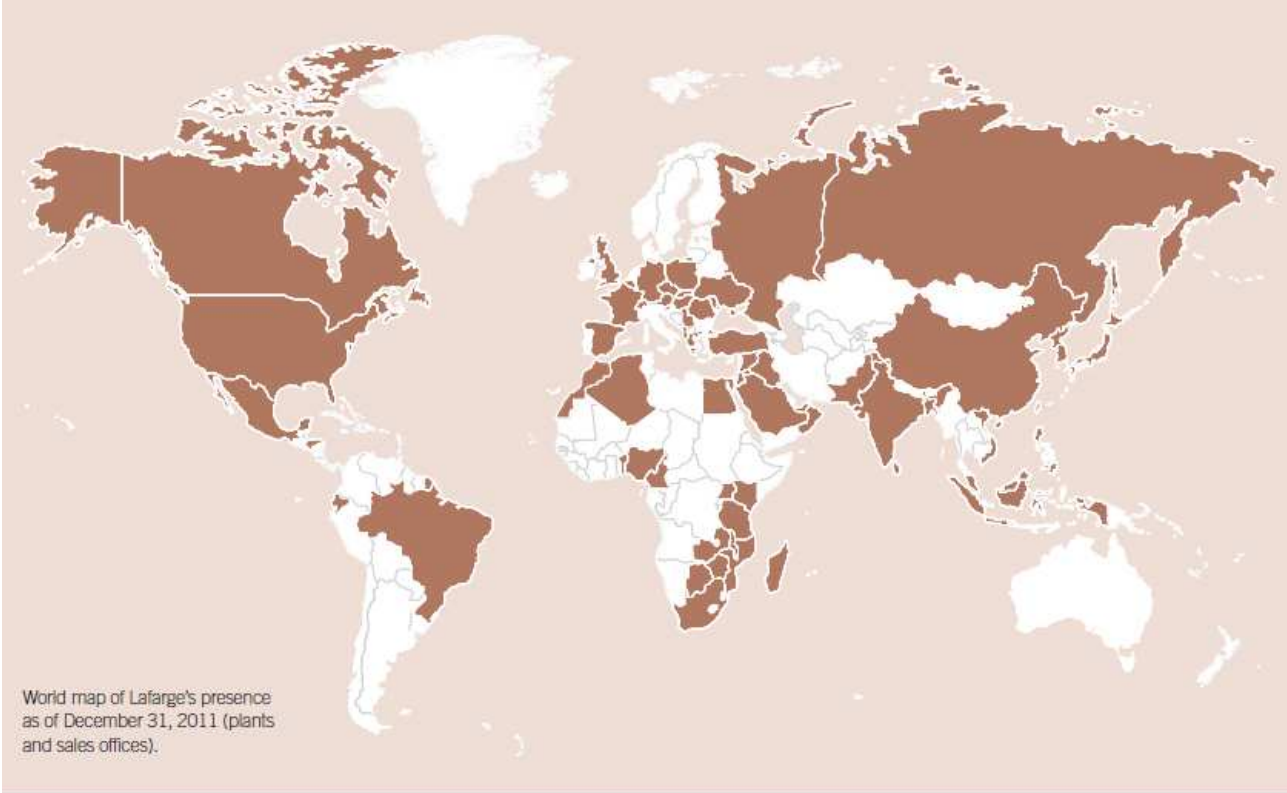 World map of Lafarge's presence
as of December 31, 2011 (plants
and sales offices).